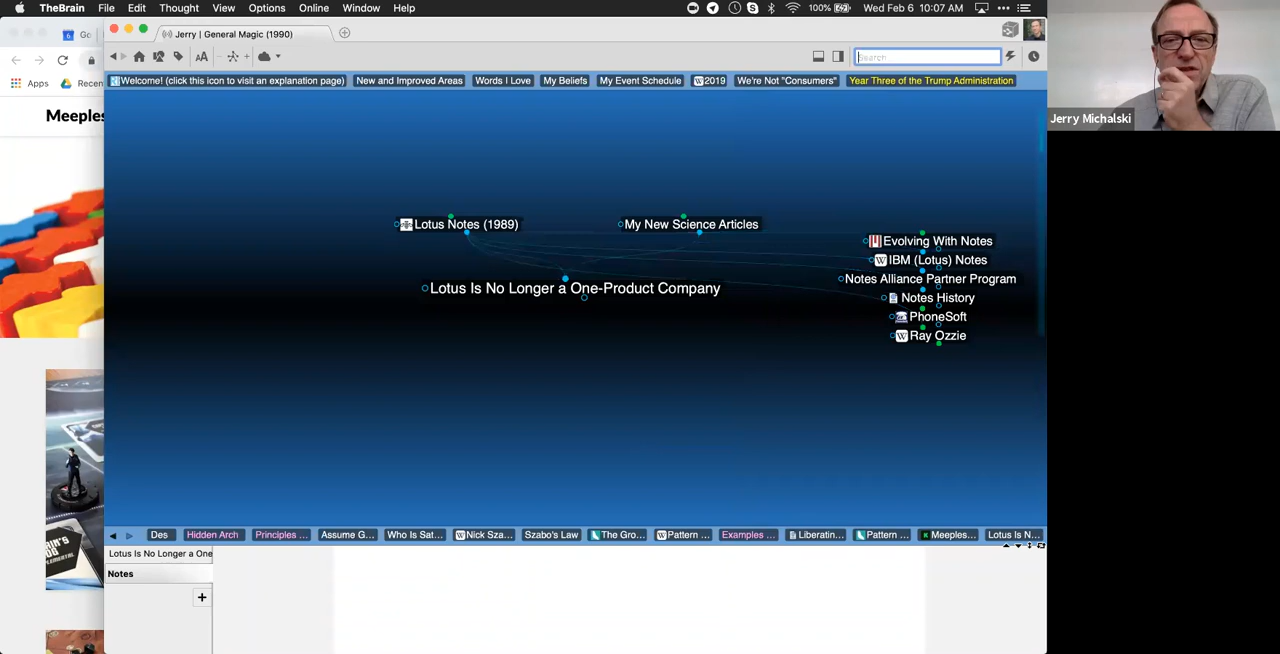 TheBrain File Edit Thought View Options Online Window Help 100% Wed Feb 6 10:07 AM
Jerry | General Magic (1990)
AA
Search
Apps Recen
Welcome! (click this icon to visit an explanation page) New and Improved Areas Words I Love My Beliefs My Event Schedule W 2019 We're Not "Consumers" Year Three of the Trump Administration
Meeples
Jerry Michalski
Lotus Notes (1989) My New Science Articles
Evolving With Notes
W IBM (Lotus) Notes
Notes Alliance Partner Program
Lotus Is No Longer a One-Product Company
Notes History
PhoneSoft
W Ray Ozzie
Des Hidden Arch Principles ... Assume G... Who Is Sat... W Nick Sza... Szabo's Law The Gro... W Pattern ... Examples ... Liberatin... Pattern ... Meeples... Lotus Is N...
Lotus Is No Longer a One
Notes
+